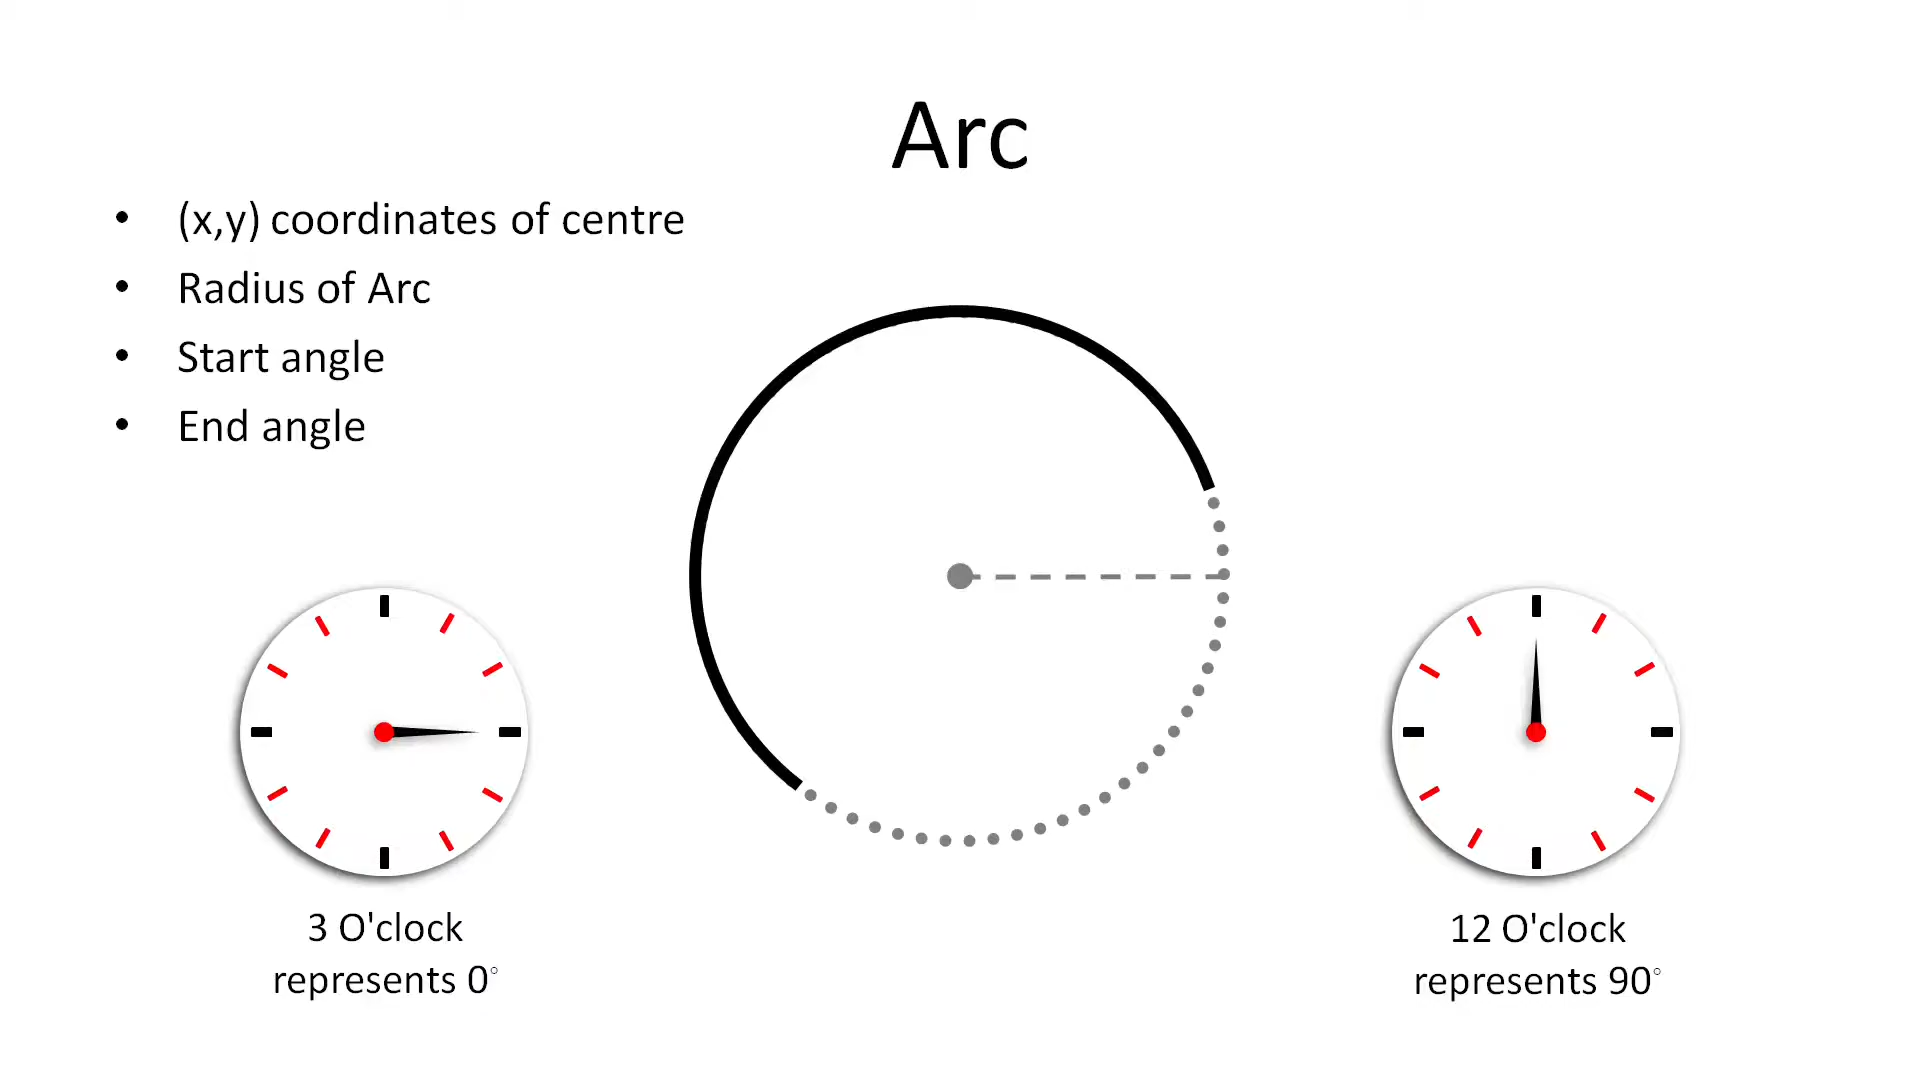 Arc
• (x,y) coordinates of centre
• Radius of Arc
• Start angle
• End angle
3 O'clock
represents 0°
12 O'clock
represents 90°